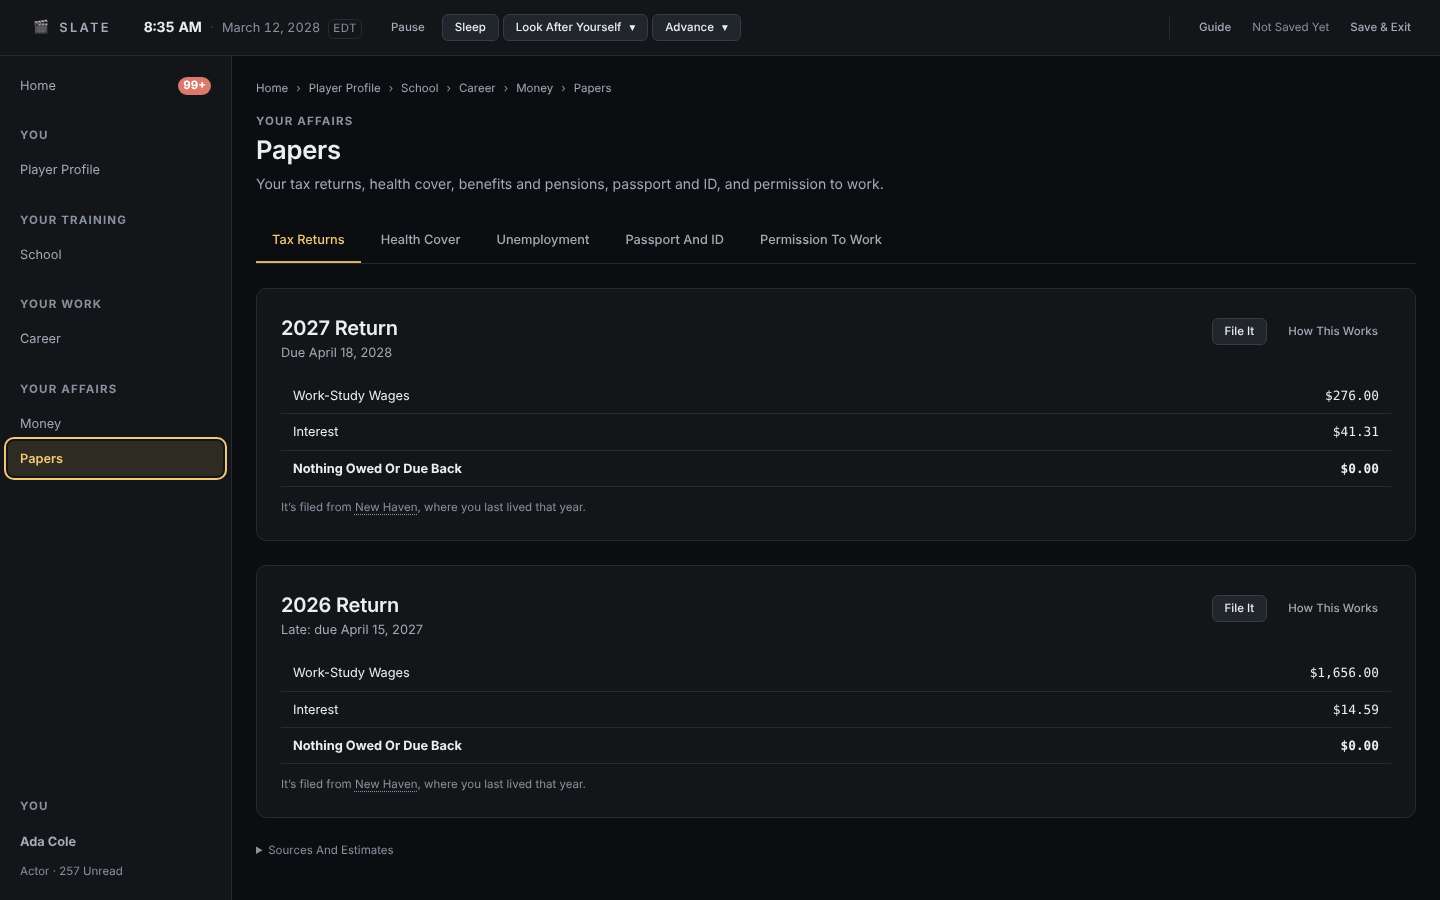 SLATE
8:35 AM · March 12, 2028 EDT
Pause
Sleep
Look After Yourself ▾
Advance ▾
Guide
Not Saved Yet
Save & Exit
Home
99+
YOU
Player Profile
YOUR TRAINING
School
YOUR WORK
Career
YOUR AFFAIRS
Money
Papers
YOU
Ada Cole
Actor · 257 Unread
Home › Player Profile › School › Career › Money › Papers
YOUR AFFAIRS
Papers
Your tax returns, health cover, benefits and pensions, passport and ID, and permission to work.
Tax Returns
Health Cover
Unemployment
Passport And ID
Permission To Work
2027 Return
Due April 18, 2028
File It
How This Works
Work-Study Wages $276.00
Interest $41.31
Nothing Owed Or Due Back $0.00
It's filed from New Haven, where you last lived that year.
2026 Return
Late: due April 15, 2027
File It
How This Works
Work-Study Wages $1,656.00
Interest $14.59
Nothing Owed Or Due Back $0.00
It's filed from New Haven, where you last lived that year.
▶ Sources And Estimates